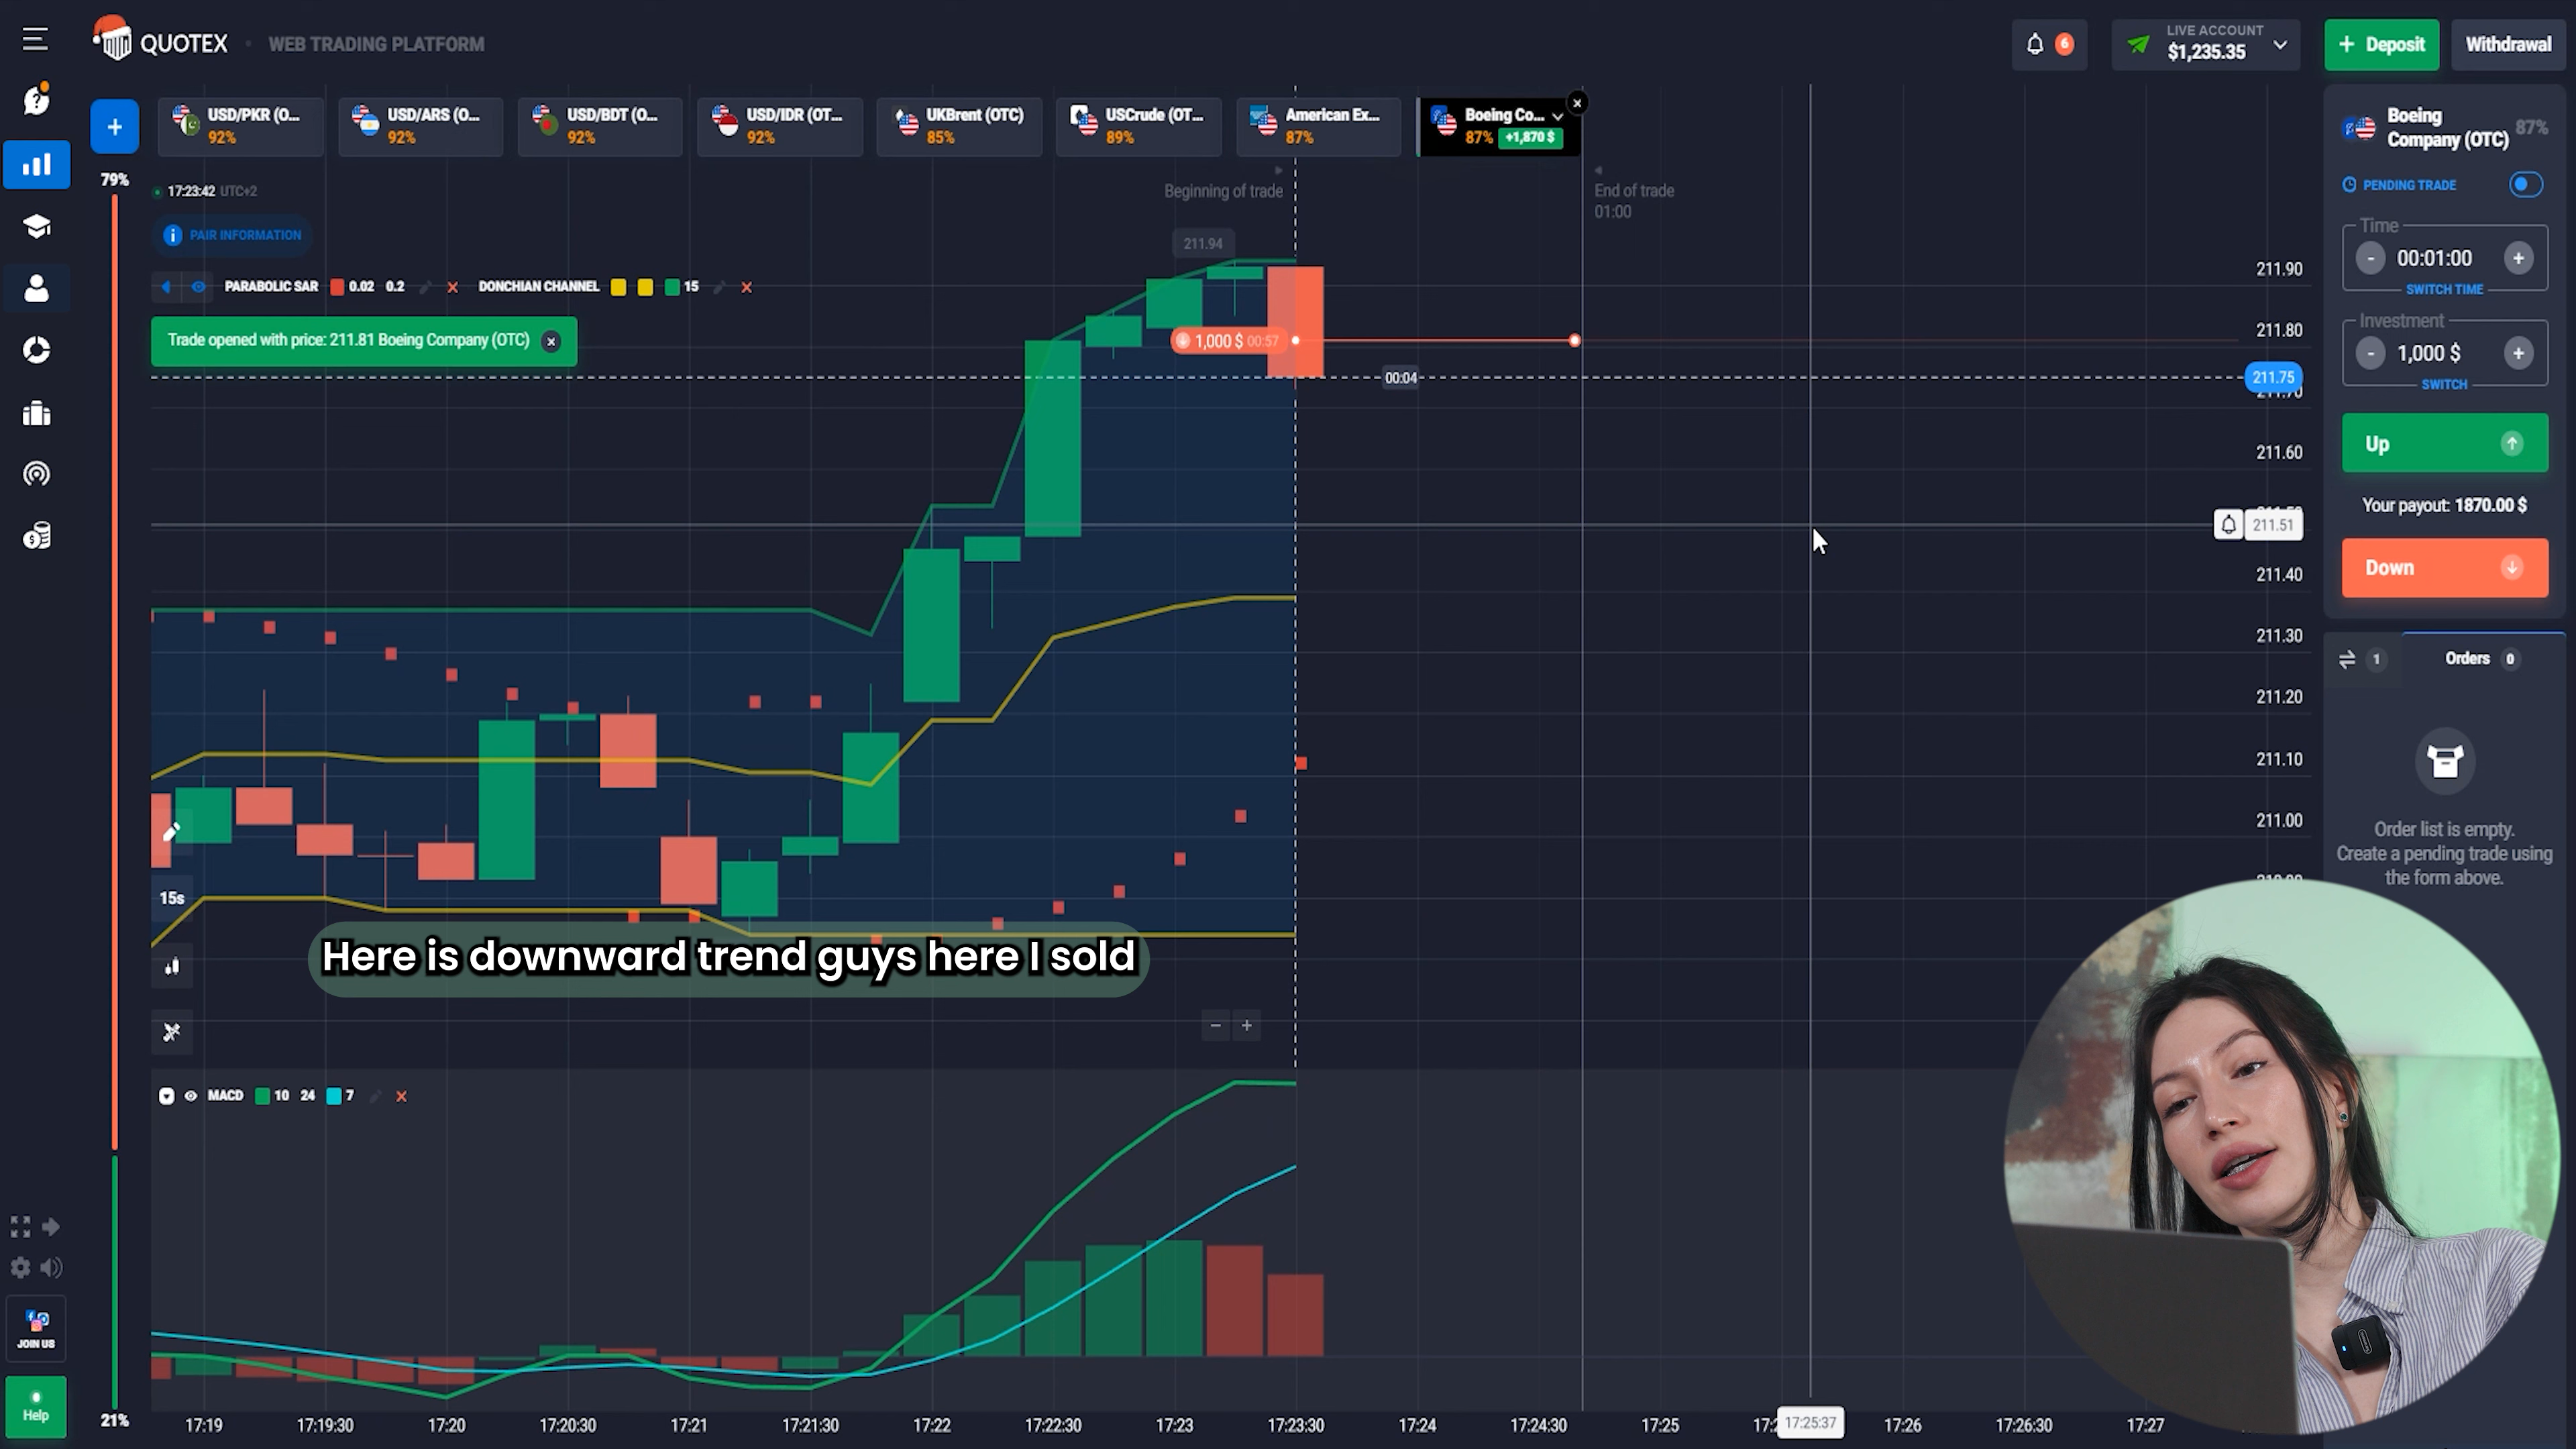 QUOTEX
WEB TRADING PLATFORM
6
LIVE ACCOUNT
$1,235.35
+ Deposit
Withdrawal
+
USD/PKR (O...
92%
USD/ARS (O...
92%
USD/BDT (O...
92%
USD/IDR (OT...
92%
UKBrent (OTC)
85%
USCrude (OT...
89%
American Ex...
87%
Boeing Co...
87% +1,870 $
Boeing
Company (OTC)
87%
79%
17:23:42 UTC+2
Beginning of trade
End of trade
01:00
PENDING TRADE
PAIR INFORMATION
211.94
Time
- 00:01:00 +
SWITCH TIME
PARABOLIC SAR 0.02 0.2
DONCHIAN CHANNEL 15
Trade opened with price: 211.81 Boeing Company (OTC)
1,000 $ 00:57
00:04
Investment
- 1,000 $ +
SWITCH
211.90
211.80
211.75
211.70
211.60
211.51
211.40
211.30
211.20
211.10
211.00
Up
Your payout: 1870.00 $
Down
1
Orders 0
Order list is empty.
Create a pending trade using
the form above.
15s
Here is downward trend guys here I sold
- +
MACD 10 24 7
JOIN US
Help
21%
17:19
17:19:30
17:20
17:20:30
17:21
17:21:30
17:22
17:22:30
17:23
17:23:30
17:24
17:24:30
17:25
17:25:37
17:26
17:26:30
17:27